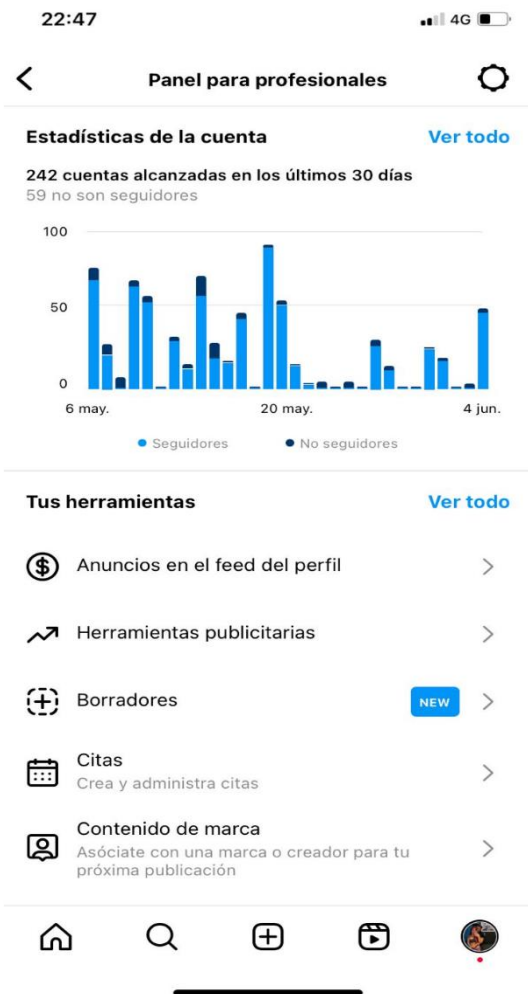 22:47
4G
Panel para profesionales
Estadísticas de la cuenta
Ver todo
242 cuentas alcanzadas en los últimos 30 días
59 no son seguidores
100
50
0
6 may.
20 may.
4 jun.
Seguidores
No seguidores
Tus herramientas
Ver todo
Anuncios en el feed del perfil
Herramientas publicitarias
Borradores
NEW
Citas
Crea y administra citas
Contenido de marca
Asóciate con una marca o creador para tu
próxima publicación